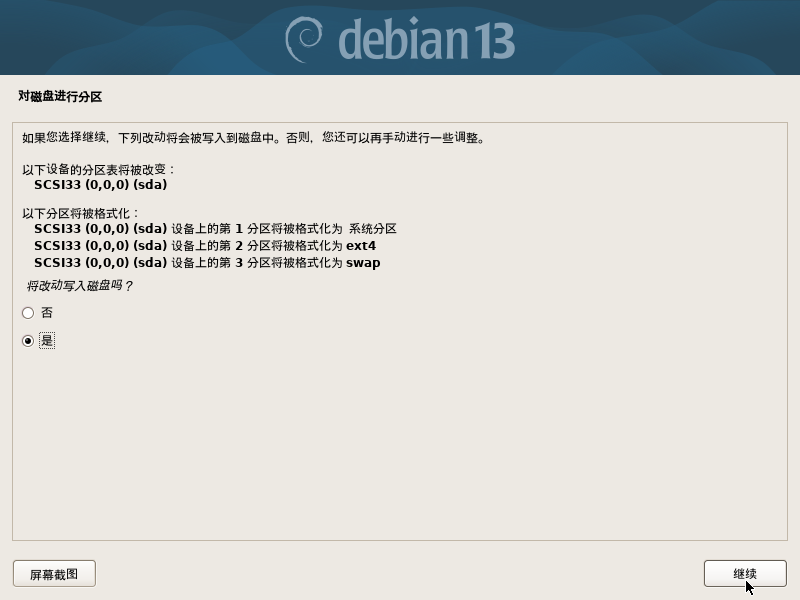 debian 13
对磁盘进行分区
如果您选择继续，下列改动将会被写入到磁盘中。否则，您还可以再手动进行一些调整。
以下设备的分区表将被改变：
SCSI33 (0,0,0) (sda)
以下分区将被格式化：
SCSI33 (0,0,0) (sda) 设备上的第 1 分区将被格式化为 系统分区
SCSI33 (0,0,0) (sda) 设备上的第 2 分区将被格式化为 ext4
SCSI33 (0,0,0) (sda) 设备上的第 3 分区将被格式化为 swap
将改动写入磁盘吗？
否
是
屏幕截图
继续